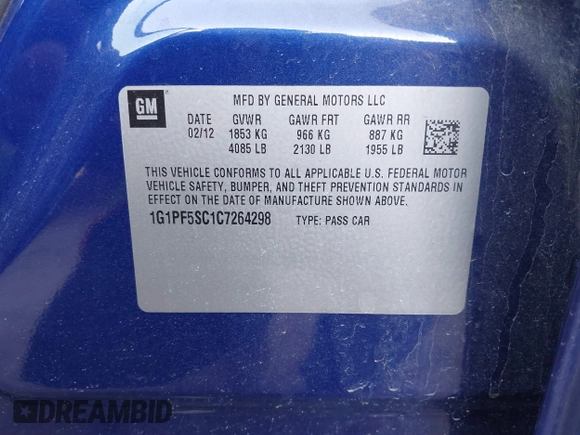 GM
MFD BY GENERAL MOTORS LLC
DATE GVWR GAWR FRT GAWR RR
02/12 1853 KG 966 KG 887 KG
4085 LB 2130 LB 1955 LB
THIS VEHICLE CONFORMS TO ALL APPLICABLE U.S. FEDERAL MOTOR
VEHICLE SAFETY, BUMPER, AND THEFT PREVENTION STANDARDS IN
EFFECT ON THE DATE OF MANUFACTURE SHOWN ABOVE.
1G1PF5SC1C7264298 TYPE: PASS CAR
DREAMBID